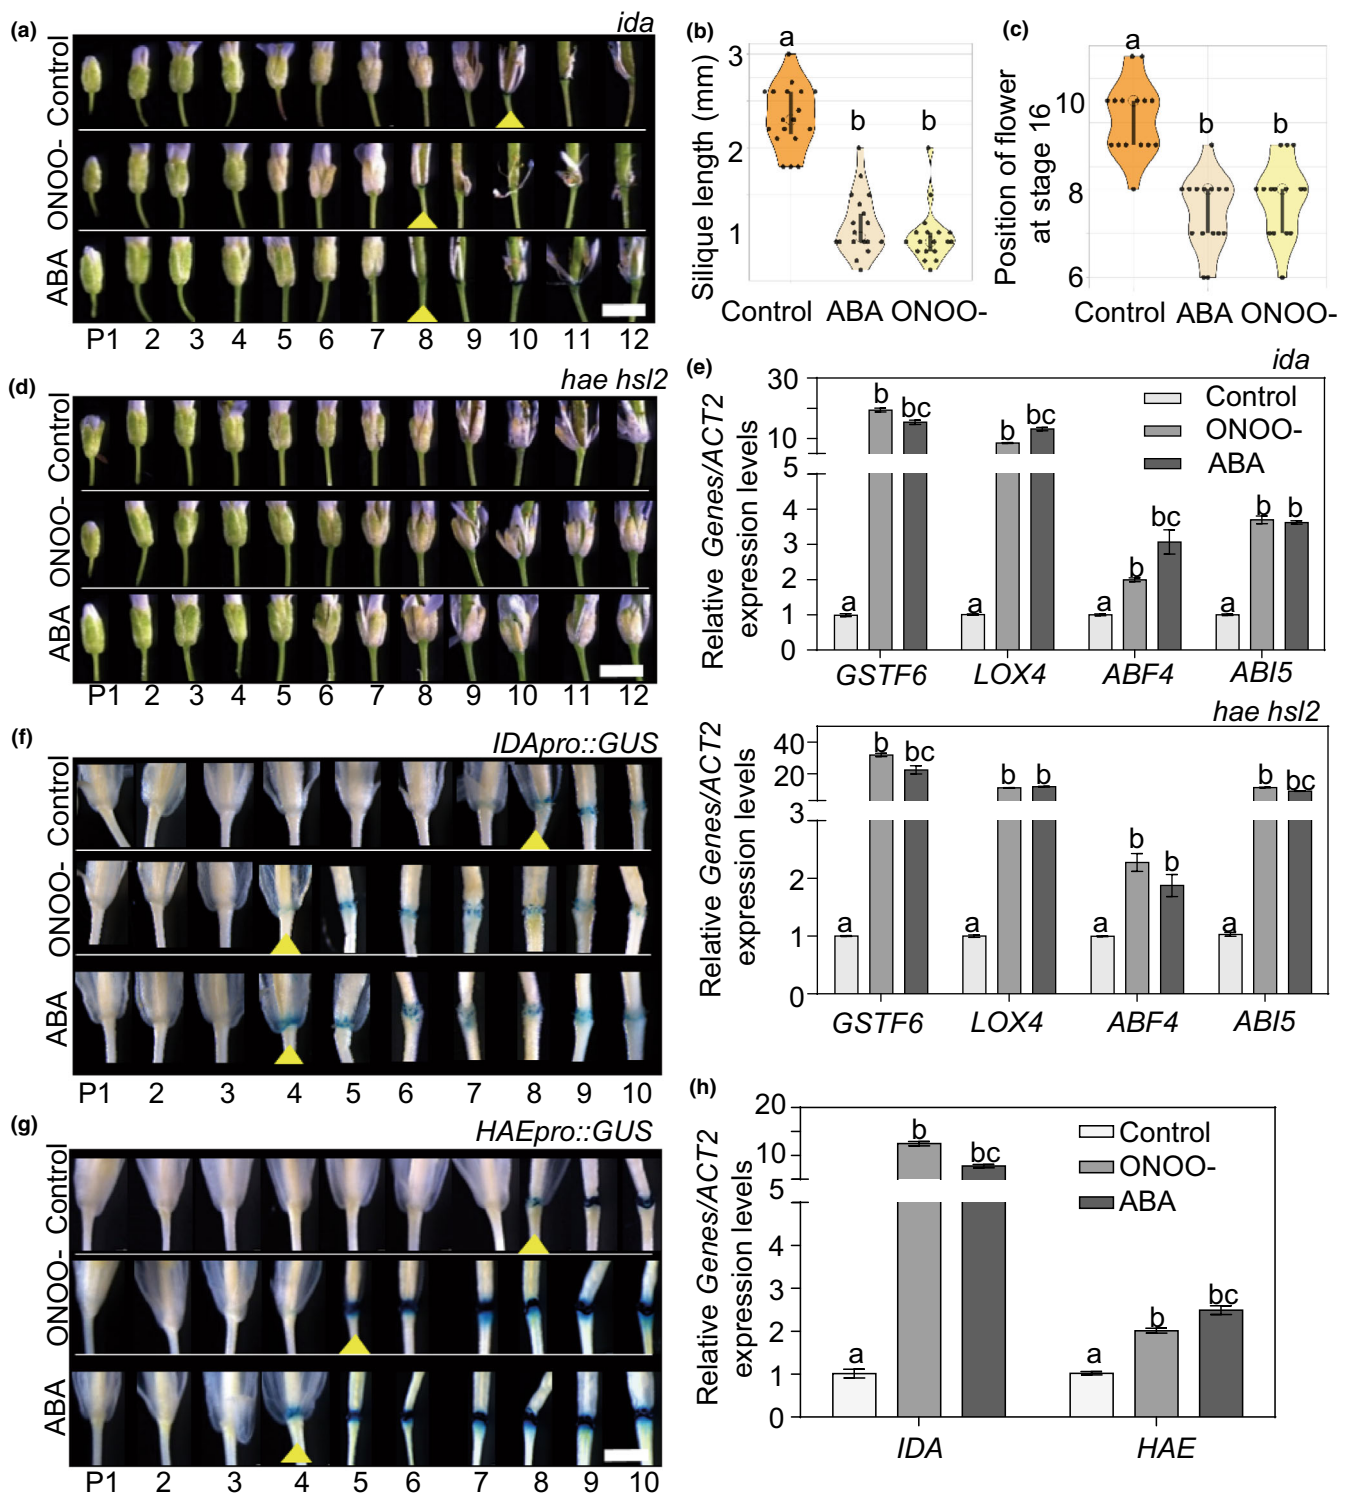 (a)
ida
Control
ONOO-
ABA
P1 2 3 4 5 6 7 8 9 10 11 12
(b)
Silique length (mm)
3
2
1
a
b
b
Control ABA ONOO-
(c)
Position of flower
at stage 16
10
8
6
a
b
b
Control ABA ONOO-
(d)
hae hsl2
Control
ONOO-
ABA
P1 2 3 4 5 6 7 8 9 10 11 12
(e)
ida
Relative Genes/ACT2
expression levels
30
10
5
4
3
2
1
0
Control
ONOO-
ABA
a b bc
a b bc
a b bc
a b b
GSTF6 LOX4 ABF4 ABI5
hae hsl2
Relative Genes/ACT2
expression levels
40
20
3
2
1
0
a b bc
a b b
a b b
a b bc
GSTF6 LOX4 ABF4 ABI5
(f)
IDApro::GUS
Control
ONOO-
ABA
P1 2 3 4 5 6 7 8 9 10
(g)
HAEpro::GUS
Control
ONOO-
ABA
P1 2 3 4 5 6 7 8 9 10
(h)
Relative Genes/ACT2
expression levels
20
10
5
4
3
2
1
0
Control
ONOO-
ABA
a b bc
a b bc
IDA HAE